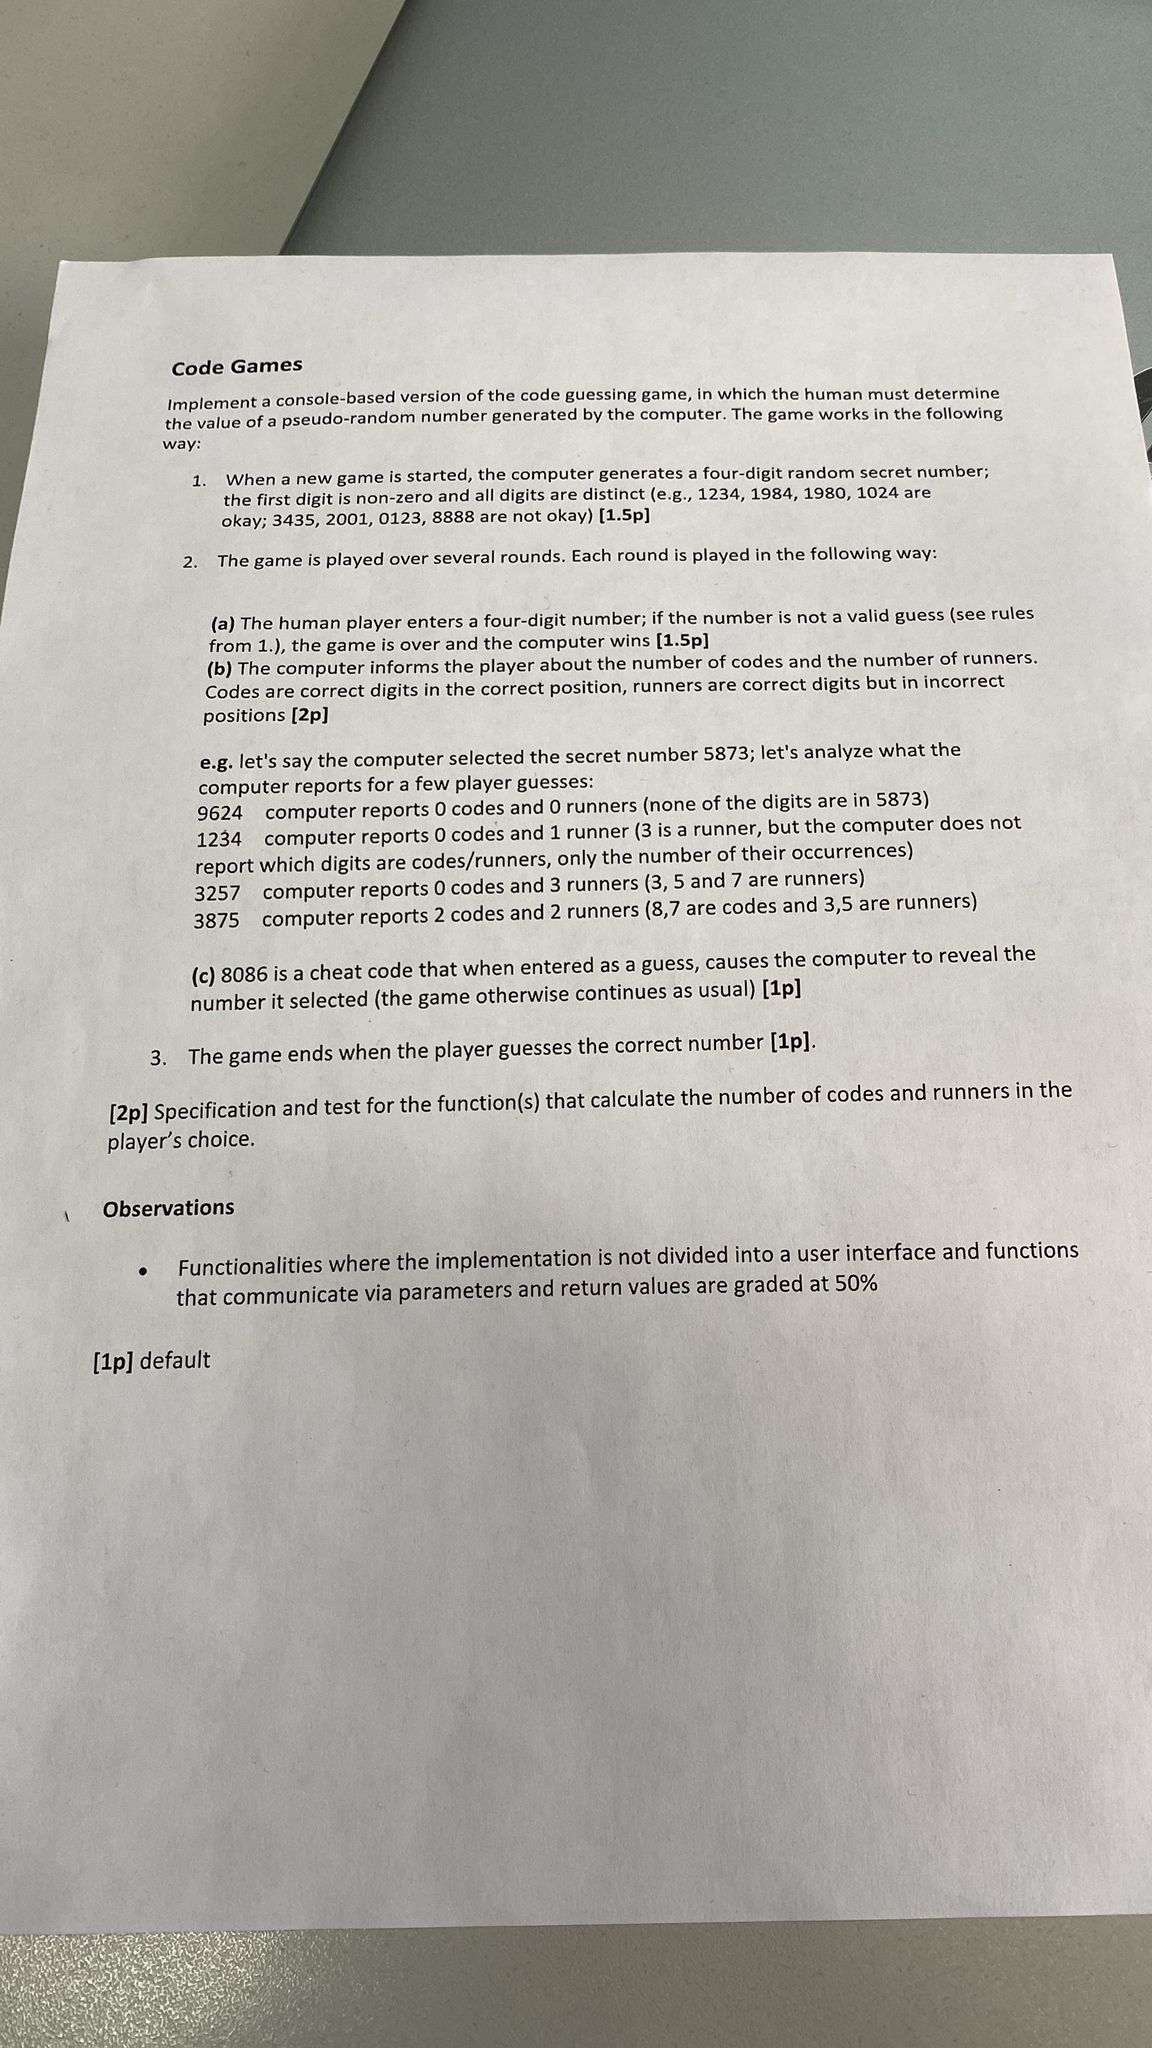 Code Games
Implement a console-based version of the code guessing game, in which the human must determine
the value of a pseudo-random number generated by the computer. The game works in the following
way:
1. When a new game is started, the computer generates a four-digit random secret number;
the first digit is non-zero and all digits are distinct (e.g., 1234, 1984, 1980, 1024 are
okay; 3435, 2001, 0123, 8888 are not okay) [1.5p]
2. The game is played over several rounds. Each round is played in the following way:
(a) The human player enters a four-digit number; if the number is not a valid guess (see rules
from 1.), the game is over and the computer wins [1.5p]
(b) The computer informs the player about the number of codes and the number of runners.
Codes are correct digits in the correct position, runners are correct digits but in incorrect
positions [2p]
e.g. let's say the computer selected the secret number 5873; let's analyze what the
computer reports for a few player guesses:
9624 computer reports 0 codes and 0 runners (none of the digits are in 5873)
1234 computer reports 0 codes and 1 runner (3 is a runner, but the computer does not
report which digits are codes/runners, only the number of their occurrences)
3257 computer reports 0 codes and 3 runners (3, 5 and 7 are runners)
3875 computer reports 2 codes and 2 runners (8,7 are codes and 3,5 are runners)
(c) 8086 is a cheat code that when entered as a guess, causes the computer to reveal the
number it selected (the game otherwise continues as usual) [1p]
3. The game ends when the player guesses the correct number [1p].
[2p] Specification and test for the function(s) that calculate the number of codes and runners in the
player's choice.
Observations
• Functionalities where the implementation is not divided into a user interface and functions
that communicate via parameters and return values are graded at 50%
[1p] default